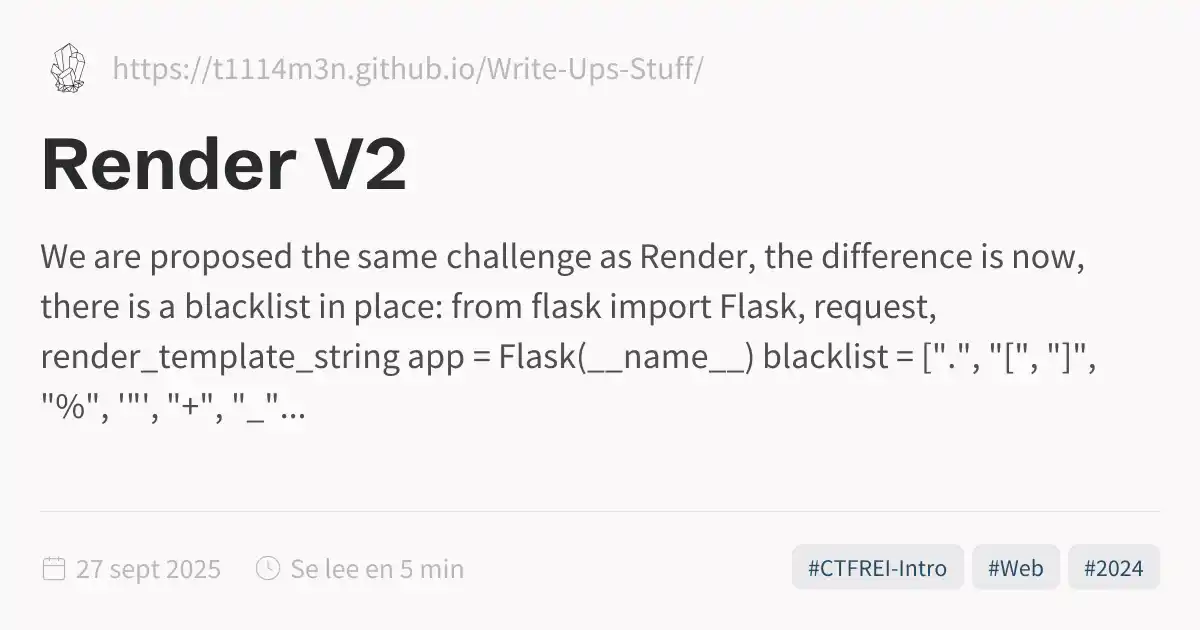 https://t1114m3n.github.io/Write-Ups-Stuff/
Render V2
We are proposed the same challenge as Render, the difference is now,
there is a blacklist in place: from flask import Flask, request,
render_template_string app = Flask(__name__) blacklist = [".", "[", "]",
"%", '"', "+", "_"...
27 sept 2025
Se lee en 5 min
#CTFREI-Intro
#Web
#2024